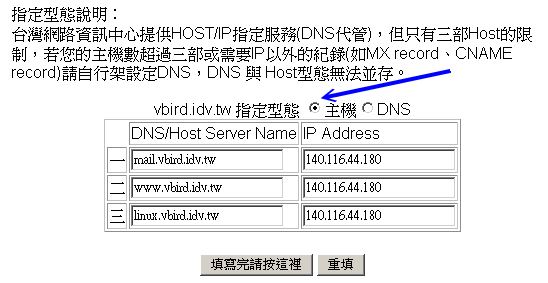 指定型態說明：
台灣網路資訊中心提供HOST/IP指定服務(DNS代管)，但只有三部Host的限
制，若您的主機數超過三部或需要IP以外的紀錄(如MX record、CNAME
record)請自行架設定DNS，DNS 與 Host型態無法並存。
vbird.idv.tw 指定型態 主機 DNS
DNS/Host Server Name IP Address
一 mail.vbird.idv.tw 140.116.44.180
二 www.vbird.idv.tw 140.116.44.180
三 linux.vbird.idv.tw 140.116.44.180
填寫完請按這裡 重填